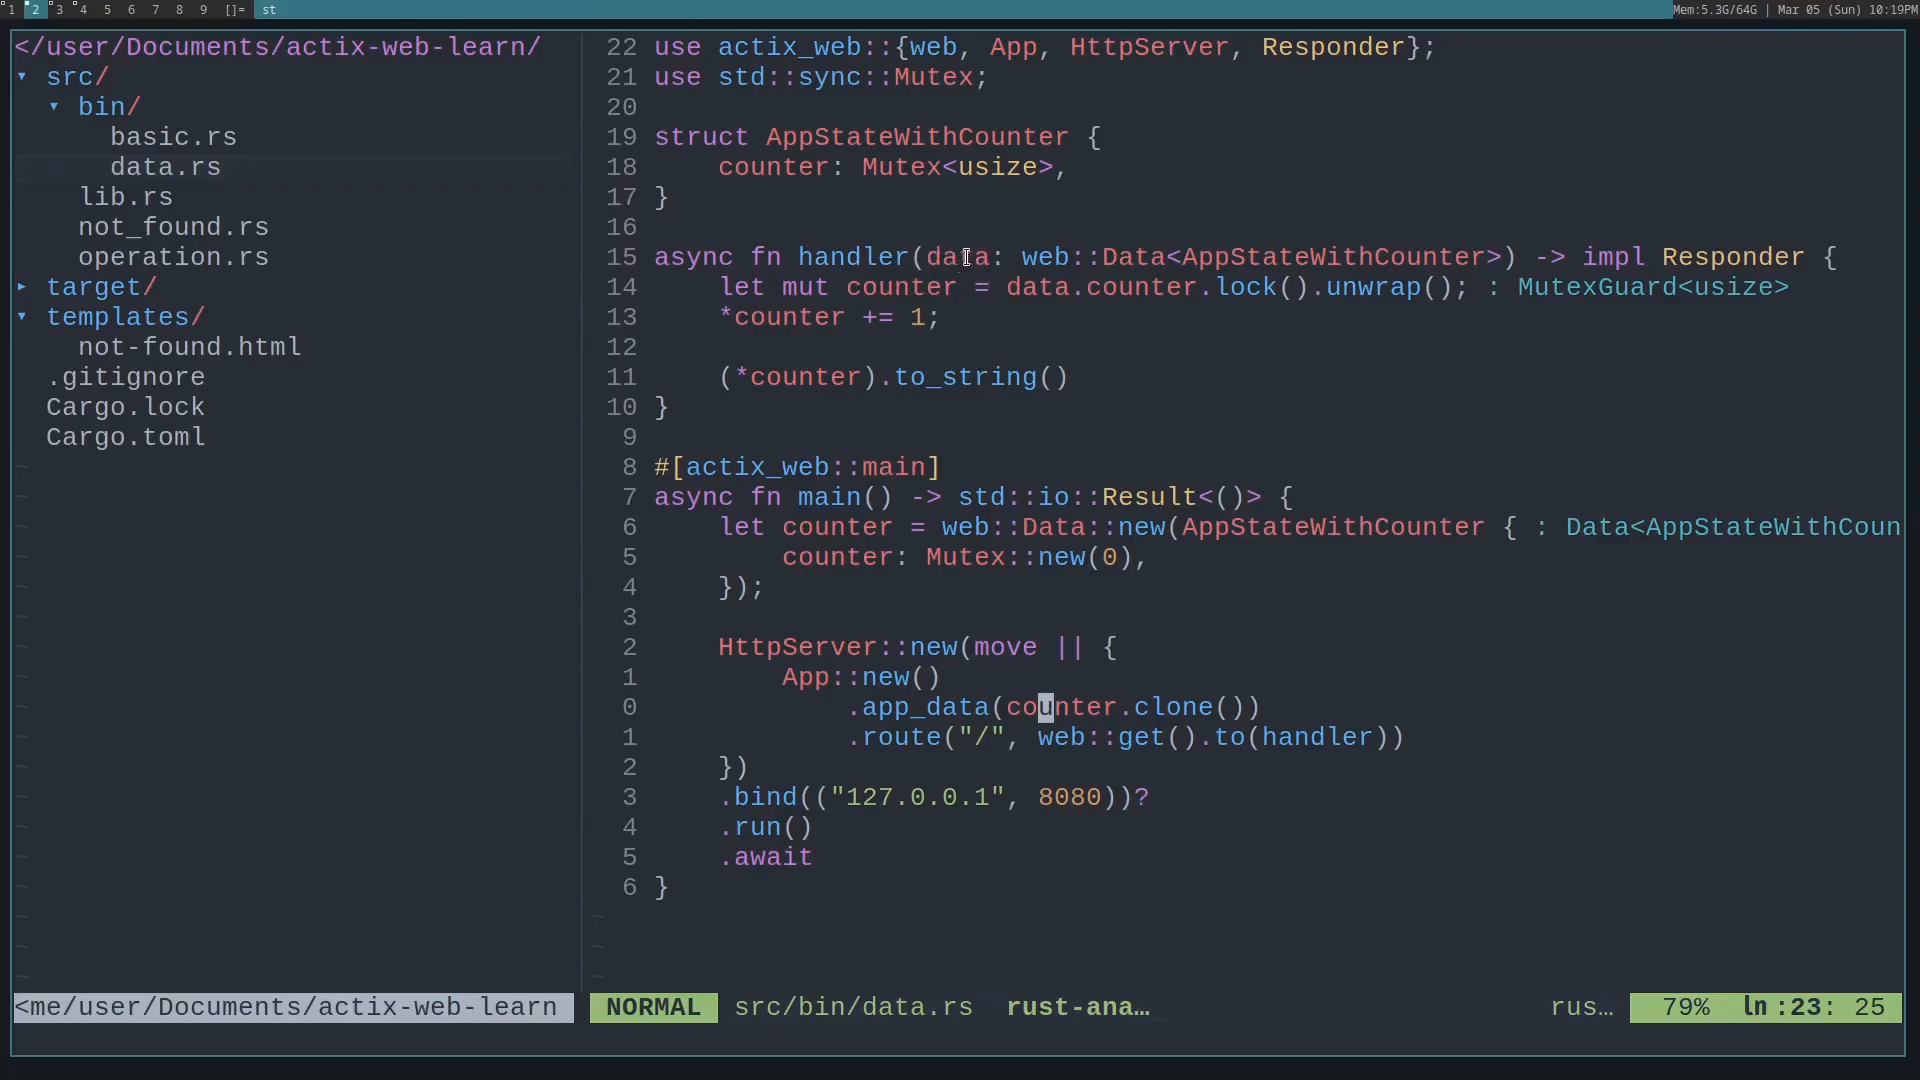 1 2 3 4 5 6 7 8 9 []= st Mem:5.3G/64G | Mar 05 (Sun) 10:19PM
</user/Documents/actix-web-learn/
▾ src/
▾ bin/
basic.rs
data.rs
lib.rs
not_found.rs
operation.rs
▸ target/
▾ templates/
not-found.html
.gitignore
Cargo.lock
Cargo.toml
<me/user/Documents/actix-web-learn
22 use actix_web::{web, App, HttpServer, Responder};
21 use std::sync::Mutex;
20
19 struct AppStateWithCounter {
18     counter: Mutex<usize>,
17 }
16
15 async fn handler(data: web::Data<AppStateWithCounter>) -> impl Responder {
14     let mut counter = data.counter.lock().unwrap(); : MutexGuard<usize>
13     *counter += 1;
12
11     (*counter).to_string()
10 }
9
8 #[actix_web::main]
7 async fn main() -> std::io::Result<()> {
6     let counter = web::Data::new(AppStateWithCounter { : Data<AppStateWithCoun
5         counter: Mutex::new(0),
4     });
3
2     HttpServer::new(move || {
1         App::new()
0             .app_data(counter.clone())
1             .route("/", web::get().to(handler))
2     })
3     .bind(("127.0.0.1", 8080))?
4     .run()
5     .await
6 }
NORMAL src/bin/data.rs rust-ana… rus… 79% ln :23: 25